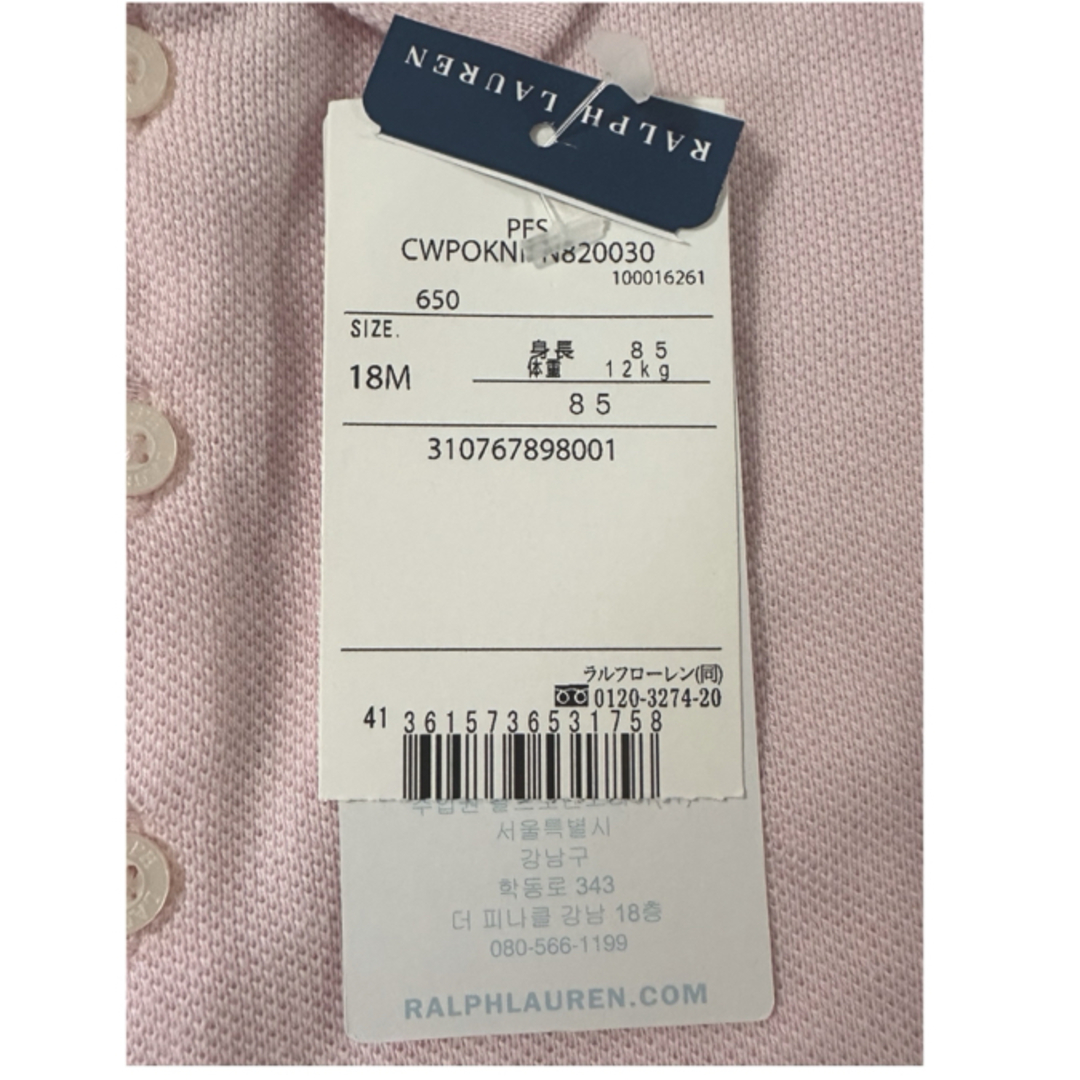 RALPH LAUREN
PFS
CWPOKNI N820030
100016261
650
SIZE.
18M
身長 85
体重 12kg
85
310767898001
ラルフローレン(同)
0120-3274-20
41 3615736531758
서울특별시
강남구
학동로 343
더 피나클 강남 18층
080-566-1199
RALPHLAUREN.COM